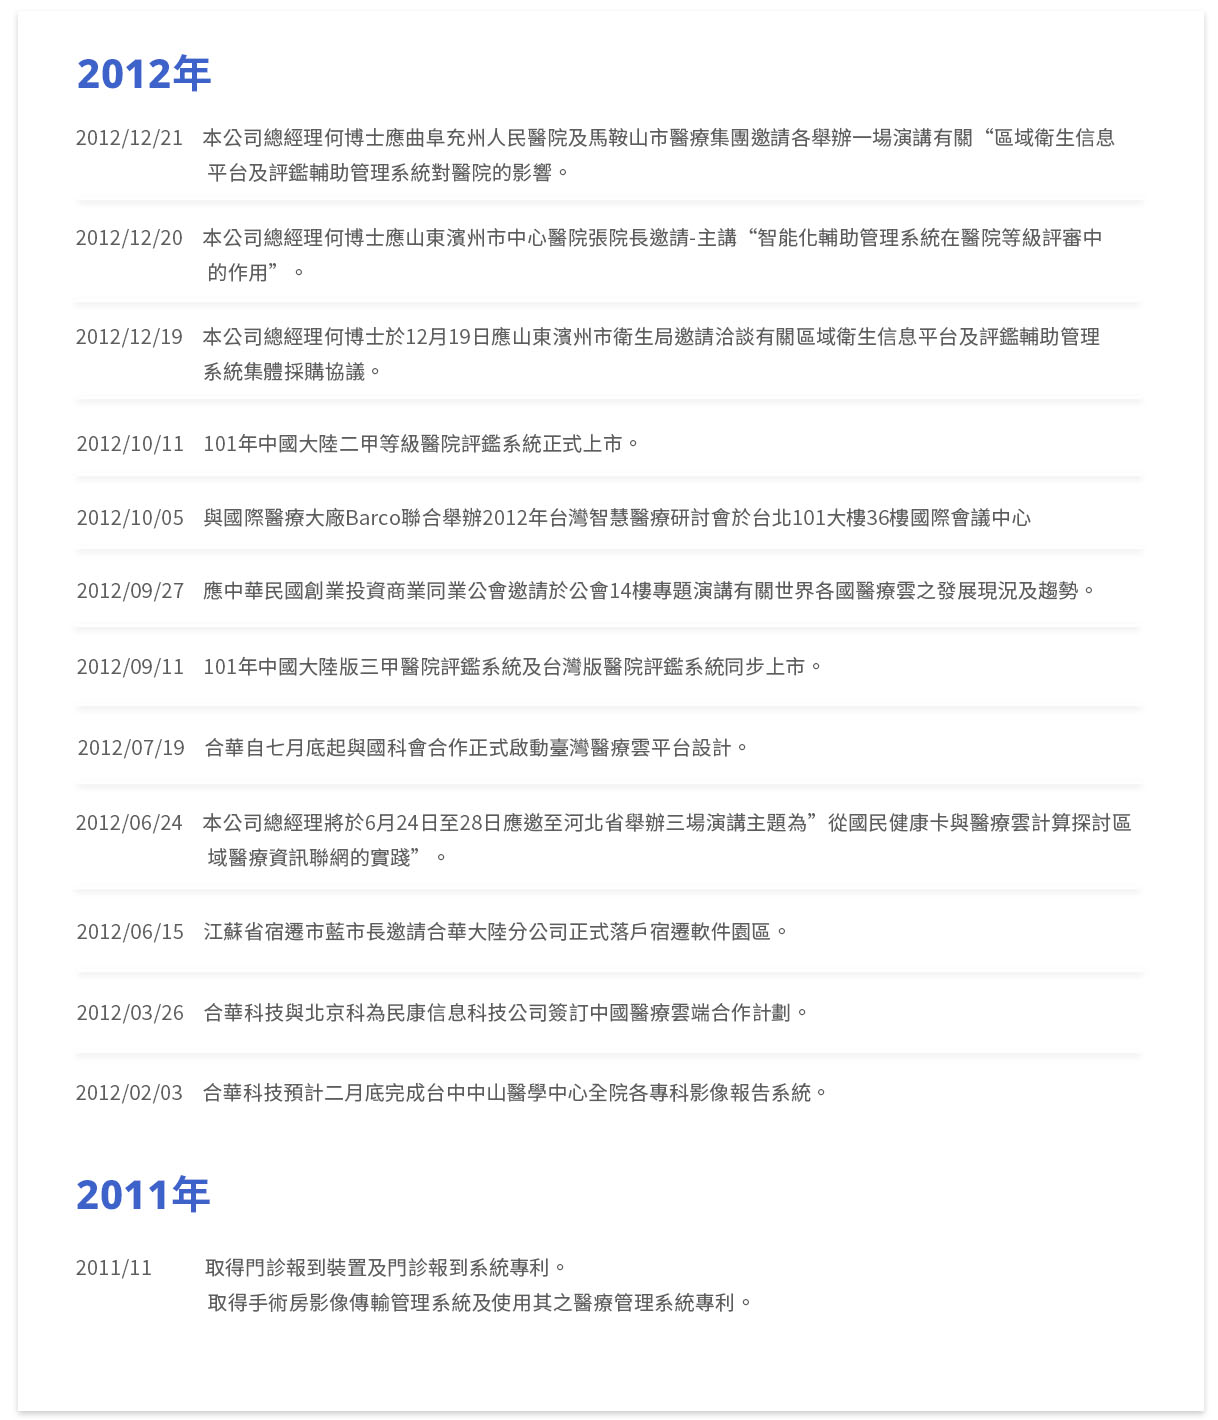 2012年
2012/12/21 本公司總經理何博士應曲阜充州人民醫院及馬鞍山市醫療集團邀請各舉辦一場演講有關“區域衛生信息
平台及評鑑輔助管理系統對醫院的影響。
2012/12/20 本公司總經理何博士應山東濱州市中心醫院張院長邀請-主講“智能化輔助管理系統在醫院等級評審中
的作用”。
2012/12/19 本公司總經理何博士於12月19日應山東濱州市衛生局邀請洽談有關區域衛生信息平台及評鑑輔助管理
系統集體採購協議。
2012/10/11 101年中國大陸二甲等級醫院評鑑系統正式上市。
2012/10/05 與國際醫療大廠Barco聯合舉辦2012年台灣智慧醫療研討會於台北101大樓36樓國際會議中心
2012/09/27 應中華民國創業投資商業同業公會邀請於公會14樓專題演講有關世界各國醫療雲之發展現況及趨勢。
2012/09/11 101年中國大陸版三甲醫院評鑑系統及台灣版醫院評鑑系統同步上市。
2012/07/19 合華自七月底起與國科會合作正式啟動臺灣醫療雲平台設計。
2012/06/24 本公司總經理將於6月24日至28日應邀至河北省舉辦三場演講主題為”從國民健康卡與醫療雲計算探討區
域醫療資訊聯網的實踐”。
2012/06/15 江蘇省宿遷市藍市長邀請合華大陸分公司正式落戶宿遷軟件園區。
2012/03/26 合華科技與北京科為民康信息科技公司簽訂中國醫療雲端合作計劃。
2012/02/03 合華科技預計二月底完成台中中山醫學中心全院各專科影像報告系統。
2011年
2011/11 取得門診報到裝置及門診報到系統專利。
取得手術房影像傳輸管理系統及使用其之醫療管理系統專利。